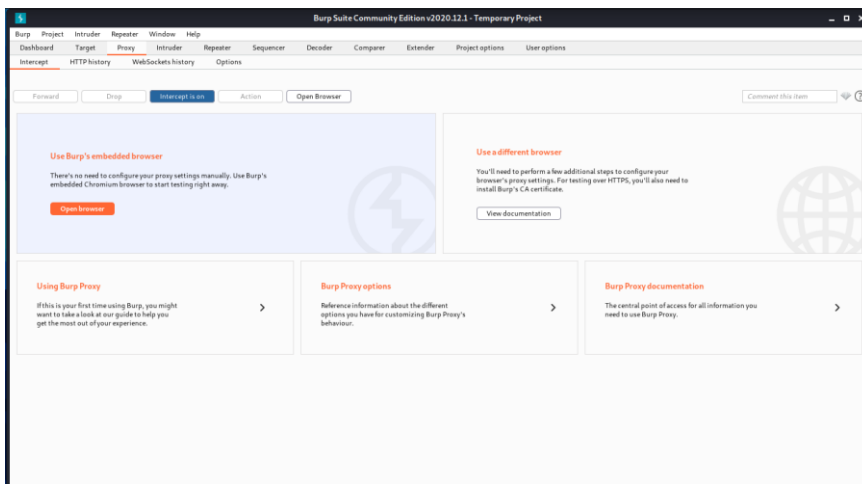 Burp Suite Community Edition v2020.12.1 - Temporary Project
Burp Project Intruder Repeater Window Help
Dashboard Target Proxy Intruder Repeater Sequencer Decoder Comparer Extender Project options User options
Intercept HTTP history WebSockets history Options
Forward Drop Intercept is on Action Open Browser Comment this item
Use Burp's embedded browser
There's no need to configure your proxy settings manually. Use Burp's
embedded Chromium browser to start testing right away.
Open browser
Use a different browser
You'll need to perform a few additional steps to configure your
browser's proxy settings. For testing over HTTPS, you'll also need to
install Burp's CA certificate.
View documentation
Using Burp Proxy
If this is your first time using Burp, you might
want to take a look at our guide to help you
get the most out of your experience.
Burp Proxy options
Reference information about the different
options you have for customizing Burp Proxy's
behaviour.
Burp Proxy documentation
The central point of access for all information you
need to use Burp Proxy.